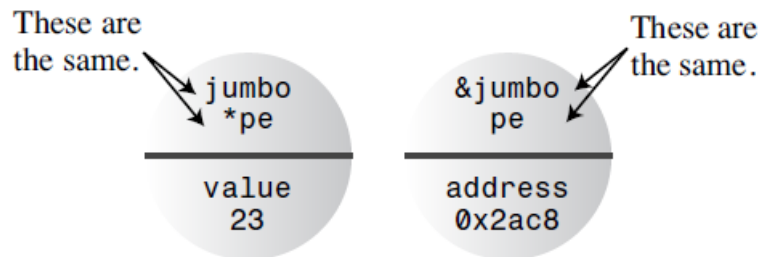 These are
the same.
jumbo
*pe
value
23
&jumbo
pe
address
0x2ac8
These are
the same.